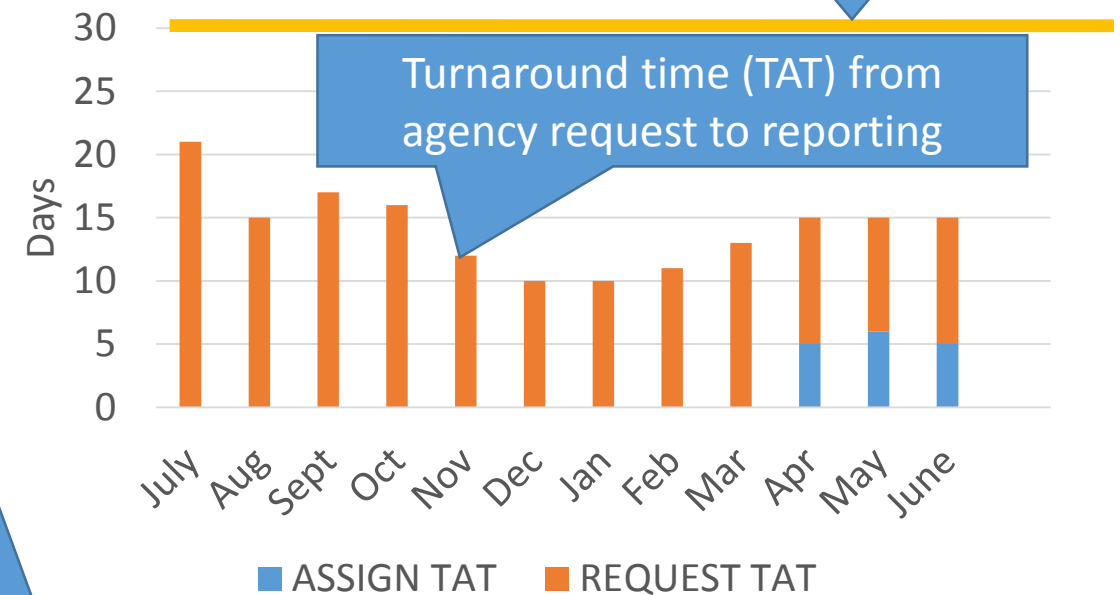 30
Turnaround time (TAT) from
agency request to reporting
25
20
Days
15
10
5
0
July Aug Sept Oct Nov Dec Jan Feb Mar Apr May June
ASSIGN TAT REQUEST TAT